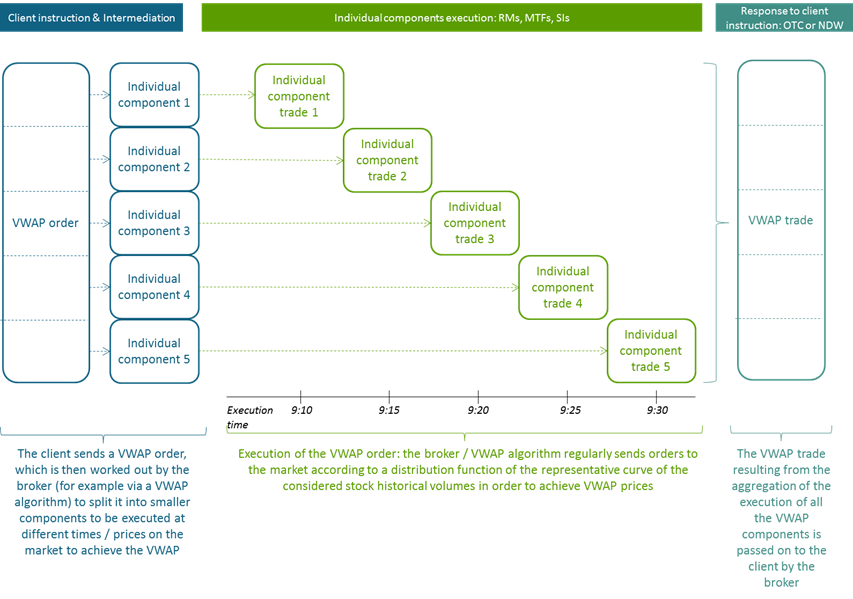 Client instruction & Intermediation
Individual components execution: RMs, MTFs, SIs
Response to client
instruction: OTC or NDW
VWAP order
Individual
component 1
Individual
component 2
Individual
component 3
Individual
component 4
Individual
component 5
Individual
component
trade 1
Individual
component
trade 2
Individual
component
trade 3
Individual
component
trade 4
Individual
component
trade 5
VWAP trade
Execution
time
9:10
9:15
9:20
9:25
9:30
The client sends a VWAP order,
which is then worked out by the
broker (for example via a VWAP
algorithm) to split it into smaller
components to be executed at
different times / prices on the
market to achieve the VWAP
Execution of the VWAP order: the broker / VWAP algorithm regularly sends orders to
the market according to a distribution function of the representative curve of the
considered stock historical volumes in order to achieve VWAP prices
The VWAP trade
resulting from the
aggregation of the
execution of all
the VWAP
components is
passed on to the
client by the
broker